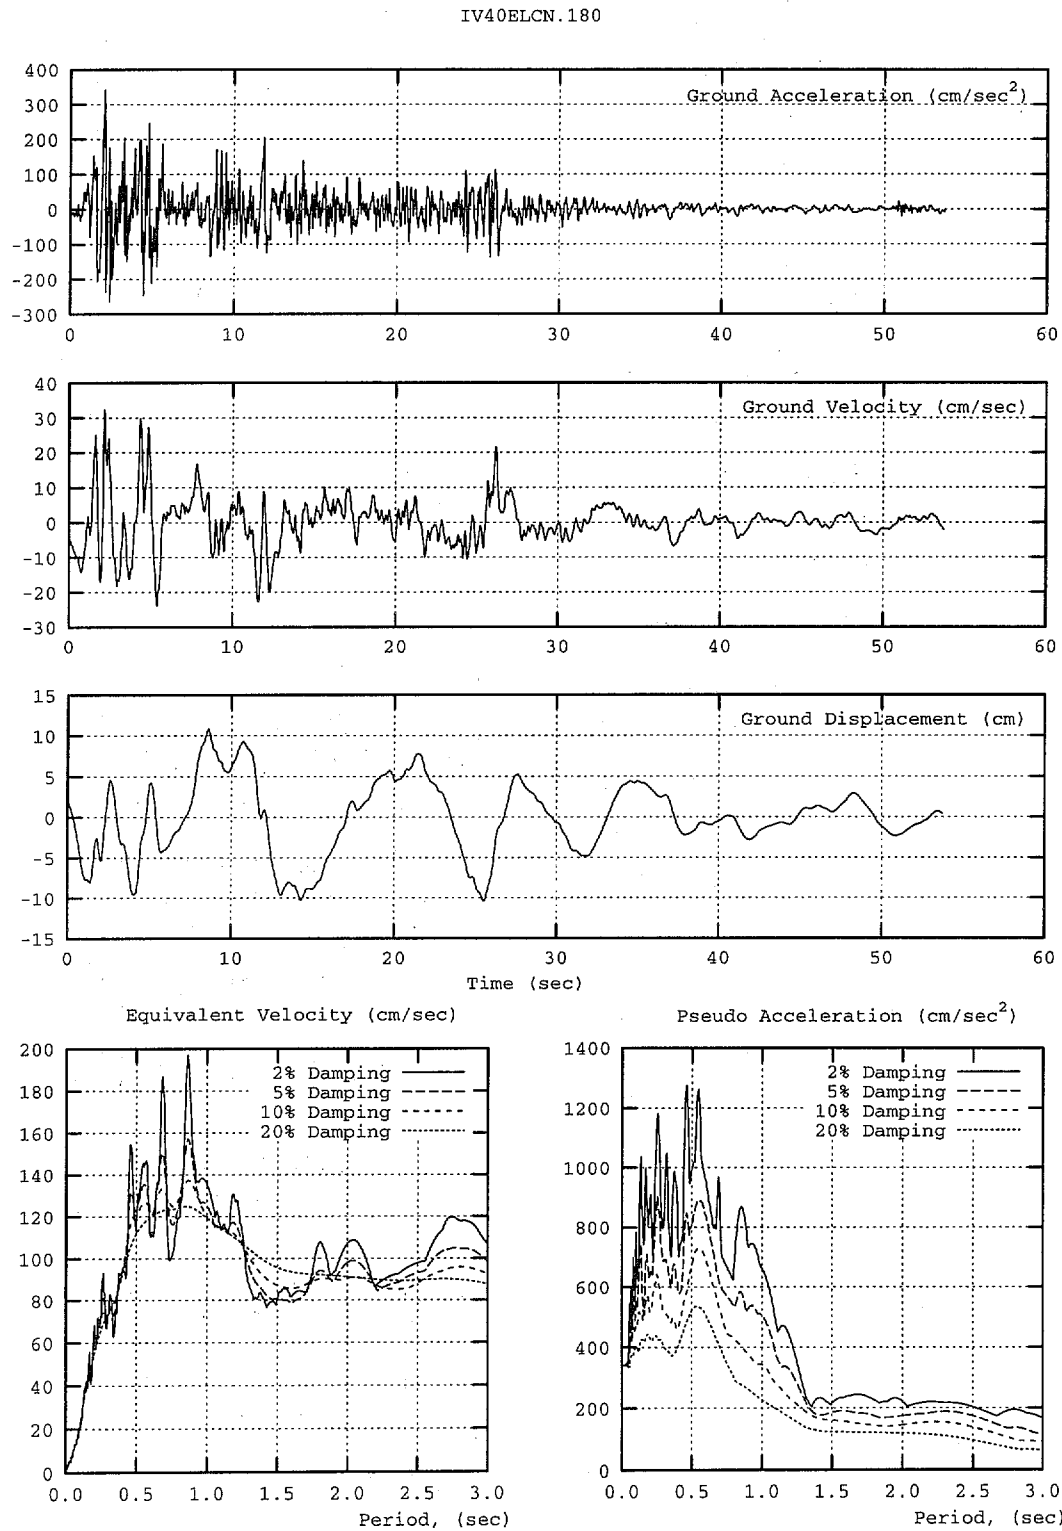 IV40ELCN.180
Ground Acceleration (cm/sec²)
400
300
200
100
0
-100
-200
-300
0 10 20 30 40 50 60
Ground Velocity (cm/sec)
40
30
20
10
0
-10
-20
-30
0 10 20 30 40 50 60
Ground Displacement (cm)
15
10
5
0
-5
-10
-15
0 10 20 30 40 50 60
Time (sec)
Equivalent Velocity (cm/sec)
200
180
160
140
120
100
80
60
40
20
0
2% Damping
5% Damping
10% Damping
20% Damping
0.0 0.5 1.0 1.5 2.0 2.5 3.0
Period, (sec)
Pseudo Acceleration (cm/sec²)
1400
1200
1000
800
600
400
200
0
2% Damping
5% Damping
10% Damping
20% Damping
0.0 0.5 1.0 1.5 2.0 2.5 3.0
Period, (sec)